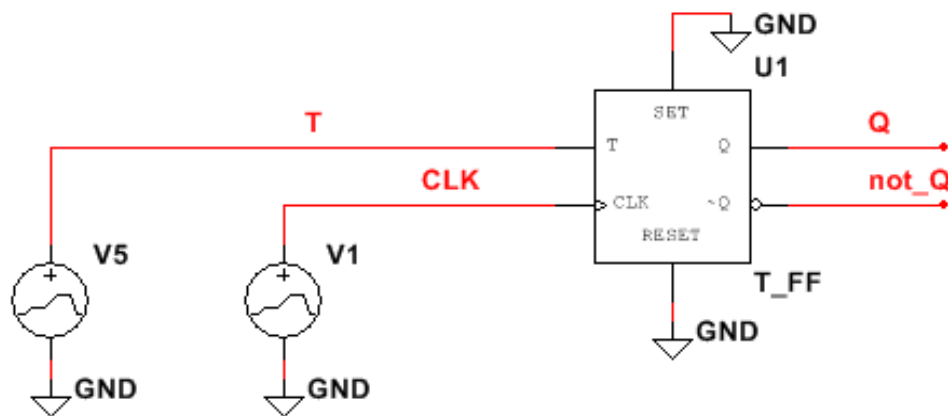 GND
U1
SET
T
T
Q
Q
CLK
CLK
~Q
not_Q
RESET
V5
V1
T_FF
GND
GND
GND